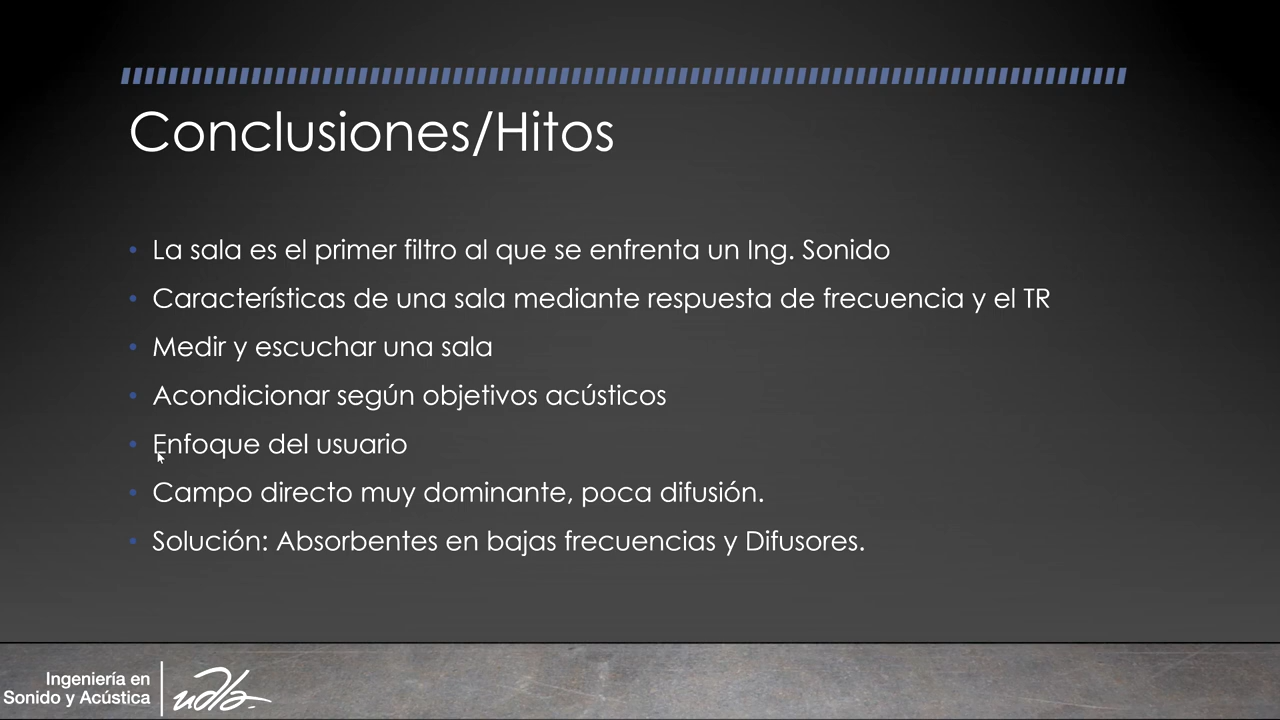 Conclusiones/Hitos
• La sala es el primer filtro al que se enfrenta un Ing. Sonido
• Características de una sala mediante respuesta de frecuencia y el TR
• Medir y escuchar una sala
• Acondicionar según objetivos acústicos
• Enfoque del usuario
• Campo directo muy dominante, poca difusión.
• Solución: Absorbentes en bajas frecuencias y Difusores.
Ingeniería en
Sonido y Acústica
udla